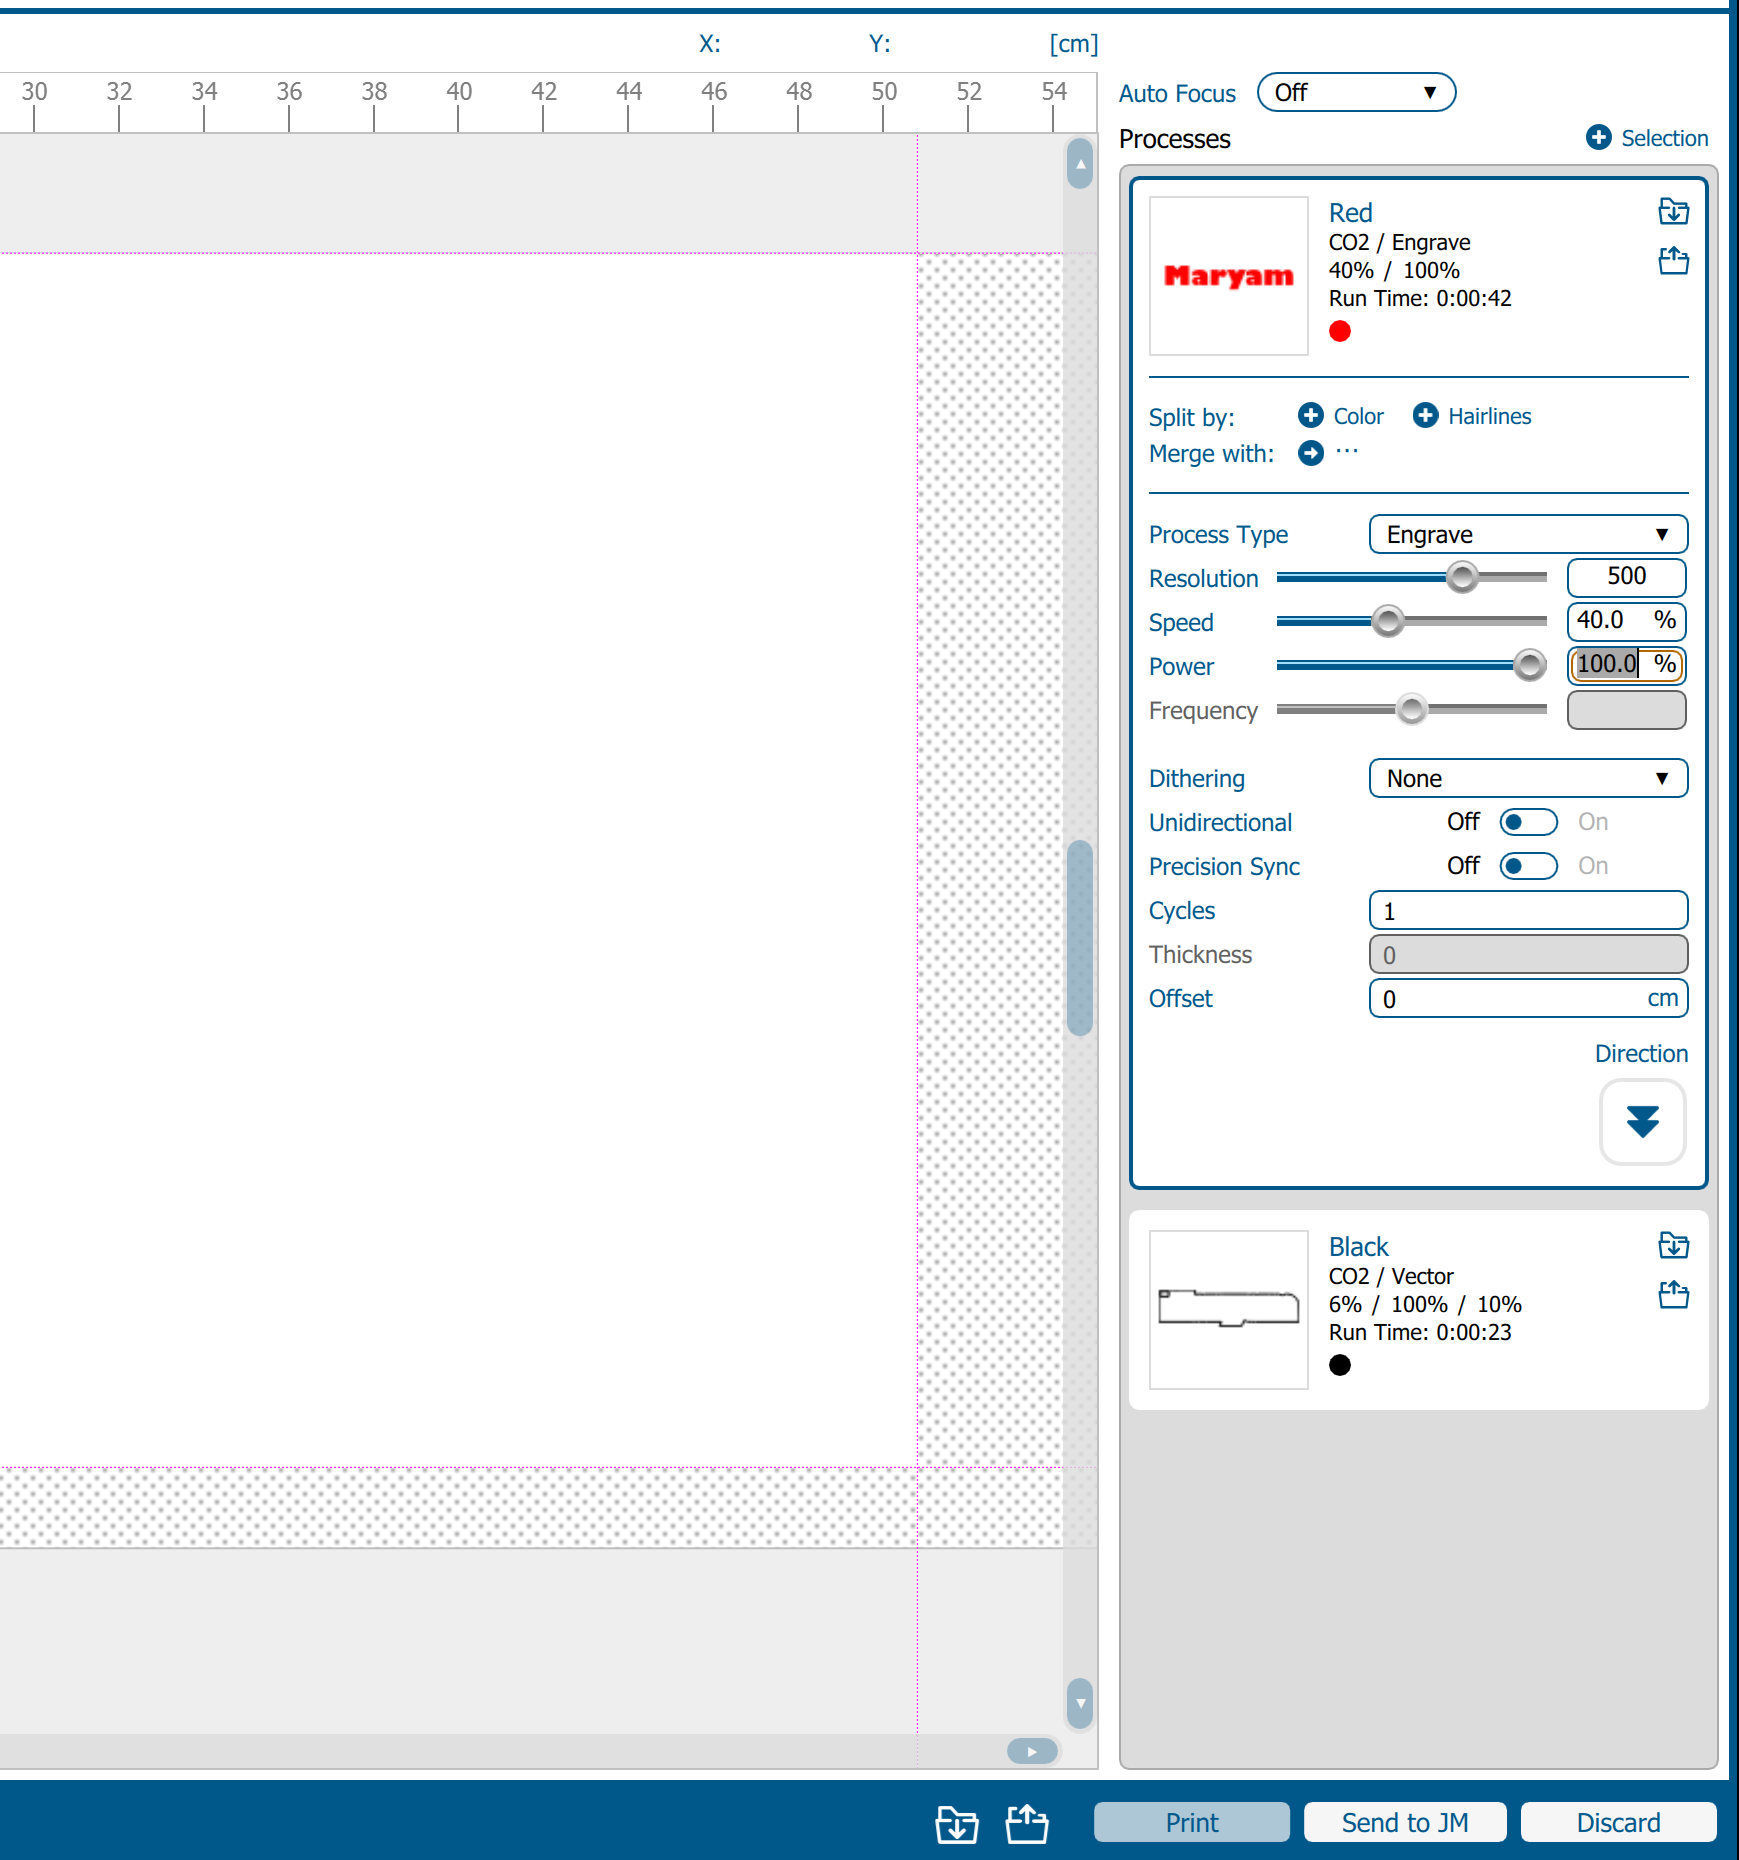 X: Y: [cm]
30 32 34 36 38 40 42 44 46 48 50 52 54
Auto Focus Off
Processes Selection
Maryam
Red
CO2 / Engrave
40% / 100%
Run Time: 0:00:42
Split by: Color Hairlines
Merge with: ...
Process Type Engrave
Resolution 500
Speed 40.0 %
Power 100.0 %
Frequency
Dithering None
Unidirectional Off On
Precision Sync Off On
Cycles 1
Thickness 0
Offset 0 cm
Direction
Black
CO2 / Vector
6% / 100% / 10%
Run Time: 0:00:23
Print Send to JM Discard